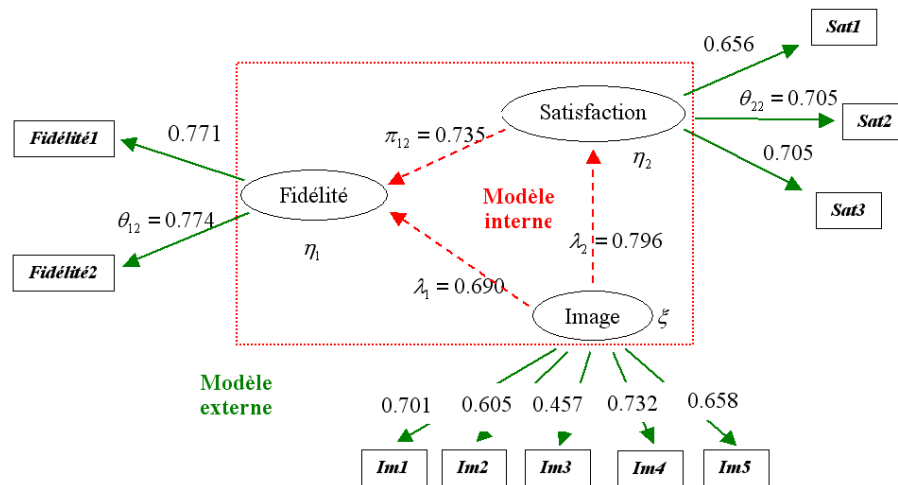 Sat1
0.656
Satisfaction
θ22 = 0.705
Sat2
Fidélité1
0.771
π12 = 0.735
η2
0.705
Fidélité
Modèle
interne
Sat3
θ12 = 0.774
η1
λ2 = 0.796
Fidélité2
λ1 = 0.690
Image
ξ
Modèle
externe
0.701
0.605
0.457
0.732
0.658
Im1
Im2
Im3
Im4
Im5